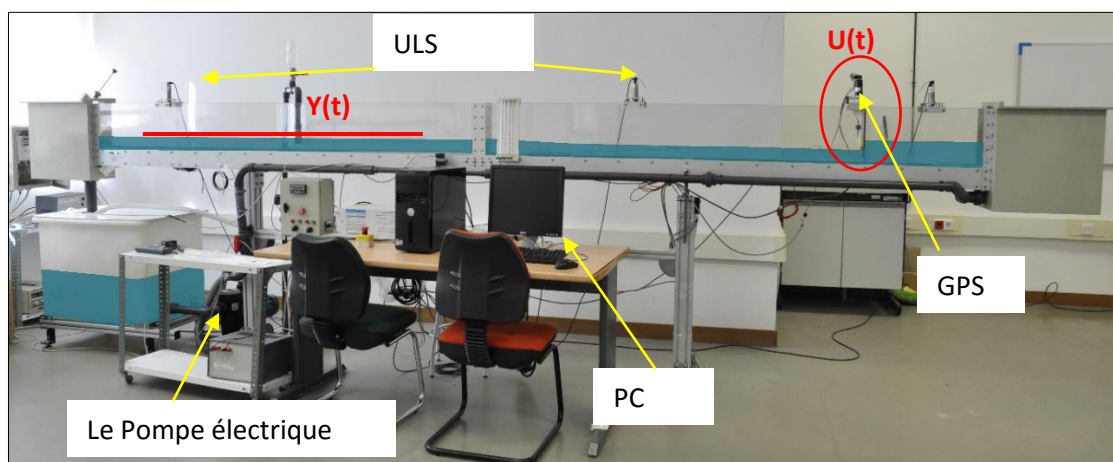 ULS
U(t)
Y(t)
GPS
PC
Le Pompe électrique